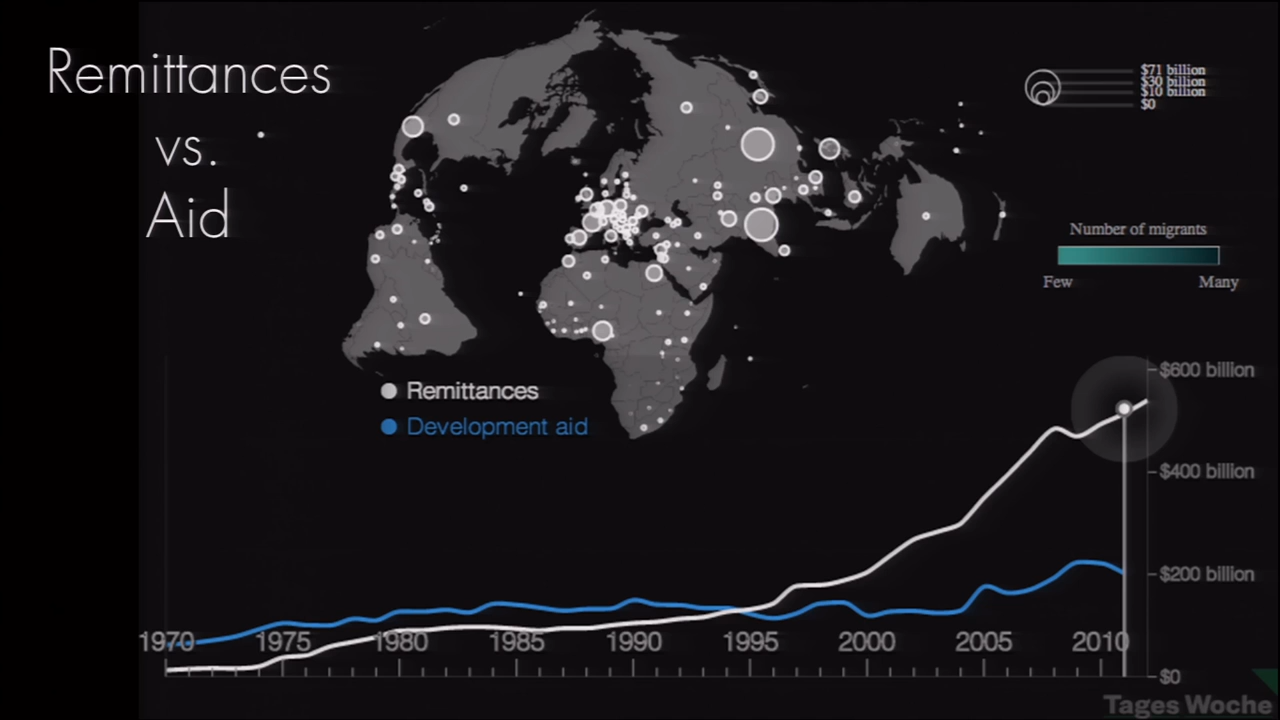 Remittances
vs.
Aid
$71 billion
$30 billion
$10 billion
$0
Number of migrants
Few Many
Remittances
Development aid
$600 billion
$400 billion
$200 billion
$0
1970 1975 1980 1985 1990 1995 2000 2005 2010
Tages Woche